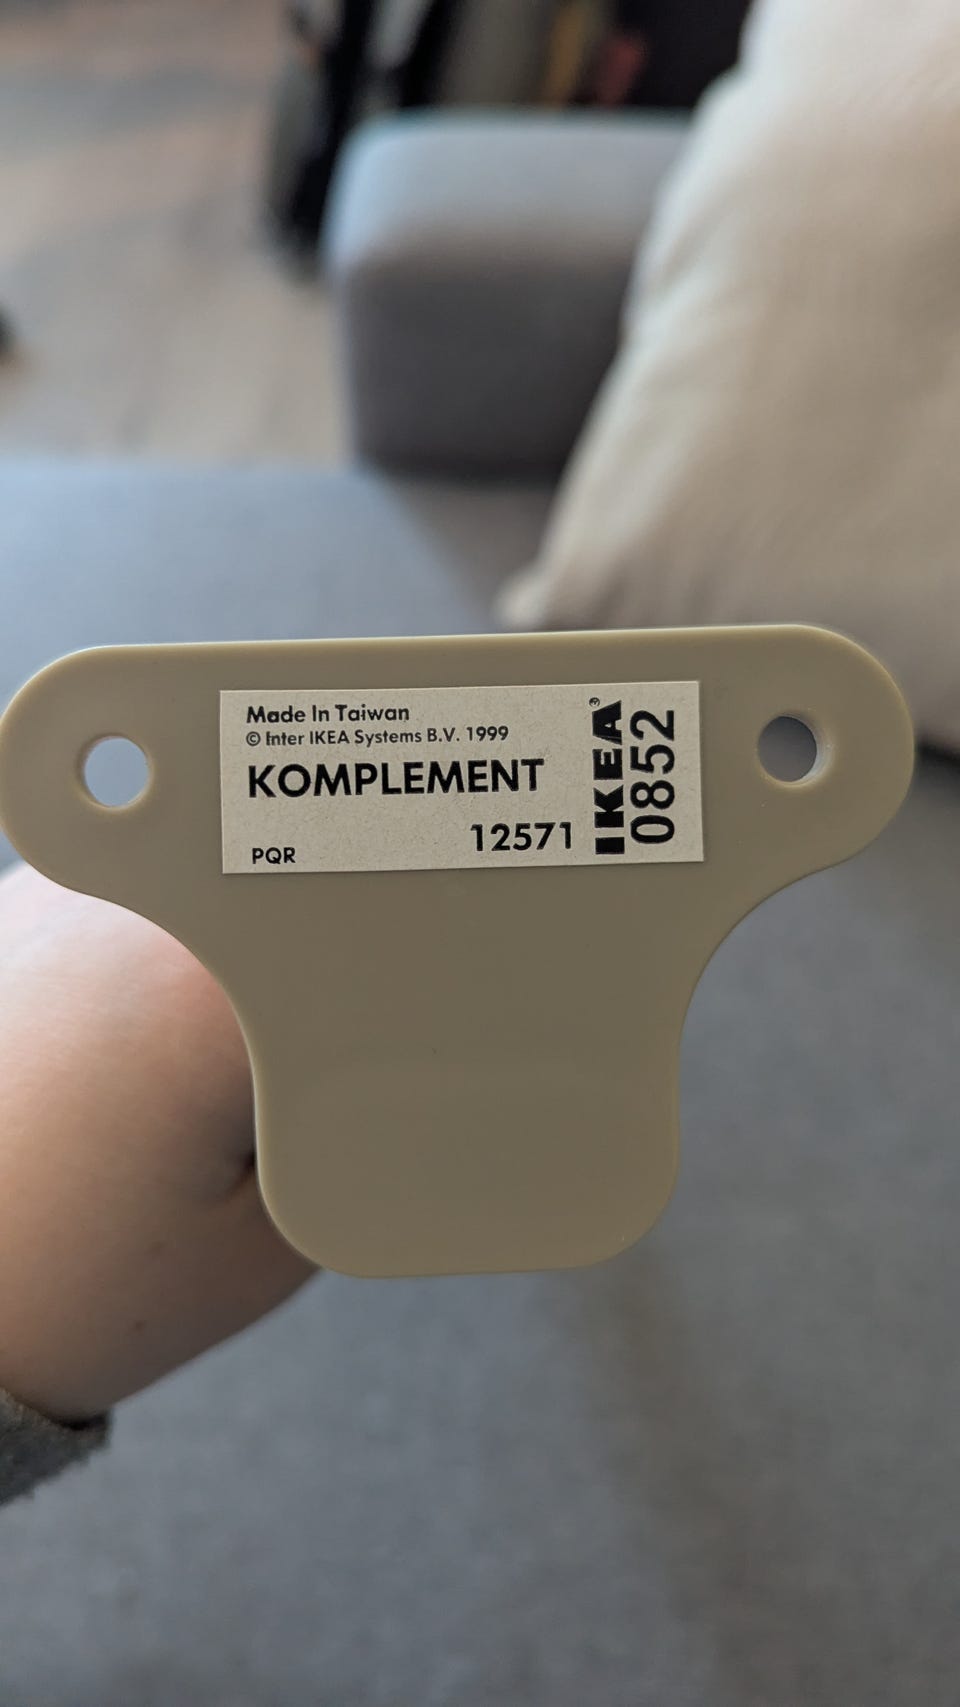 Made In Taiwan
© Inter IKEA Systems B.V. 1999
KOMPLEMENT
12571
PQR
IKEA®
0852